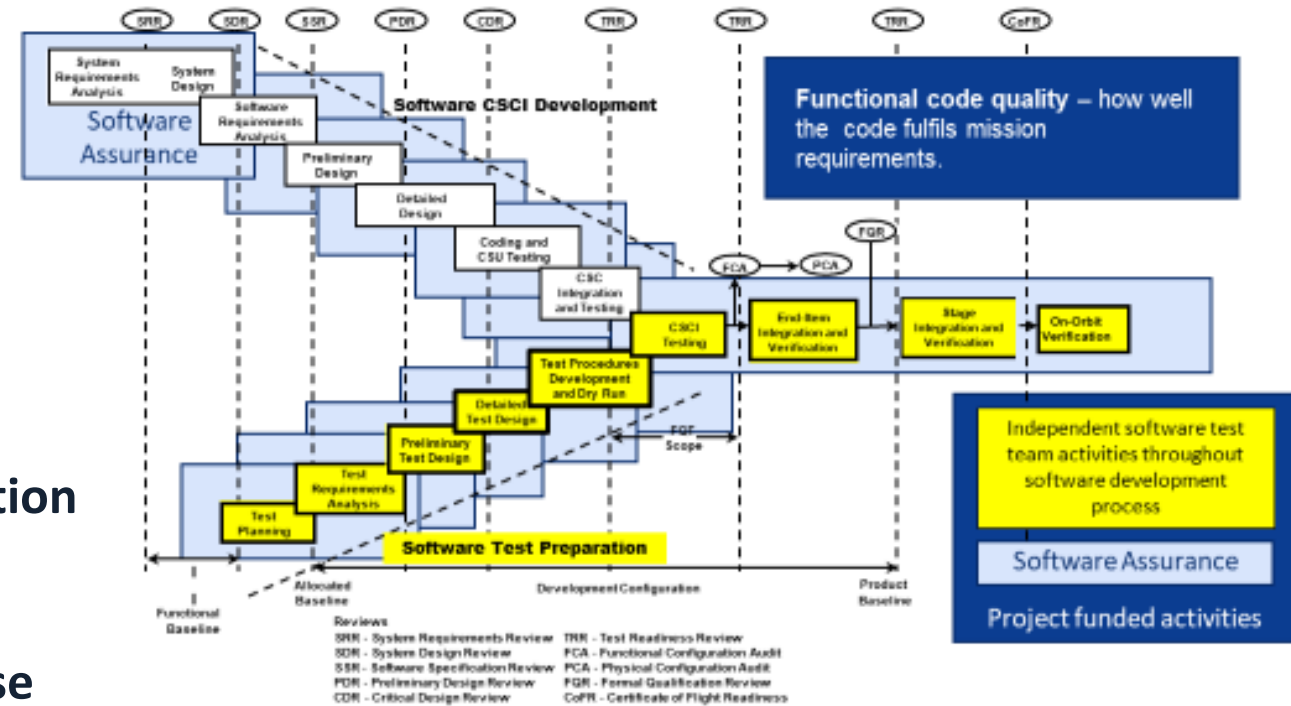 SRR SDR SSR PDR CDR TRR TRR TRR CoFR
System
Requirements
Analysis
System
Design
Software
Assurance
Software
Requirements
Analysis
Software CSCI Development
Preliminary
Design
Detailed
Design
Coding and
CSU Testing
CSC
Integration
and Testing
Functional code quality – how well
the code fulfils mission
requirements.
FQR
FCA
PCA
CSCI
Testing
End-Item
Integration and
Verification
Stage
Integration and
Verification
On-Orbit
Verification
Test Procedures
Development
and Dry Run
Detailed
Test Design
Preliminary
Test Design
Test
Requirements
Analysis
Test
Planning
FQT
Scope
tion
se
Software Test Preparation
Functional
Baseline
Allocated
Baseline
Development Configuration
Product
Baseline
Independent software test
team activities throughout
software development
process
Software Assurance
Project funded activities
Reviews
SRR - System Requirements Review TRR - Test Readiness Review
SDR - System Design Review FCA - Functional Configuration Audit
SSR - Software Specification Review PCA - Physical Configuration Audit
PDR - Preliminary Design Review FQR - Formal Qualification Review
CDR - Critical Design Review CoFR - Certificate of Flight Readiness